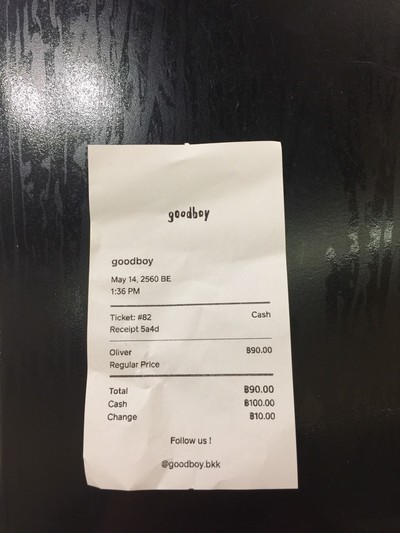 goodboy
goodboy
May 14, 2560 BE
1:36 PM
Ticket: #82 Cash
Receipt 5a4d
Oliver ฿90.00
Regular Price
Total ฿90.00
Cash ฿100.00
Change ฿10.00
Follow us !
@goodboy.bkk